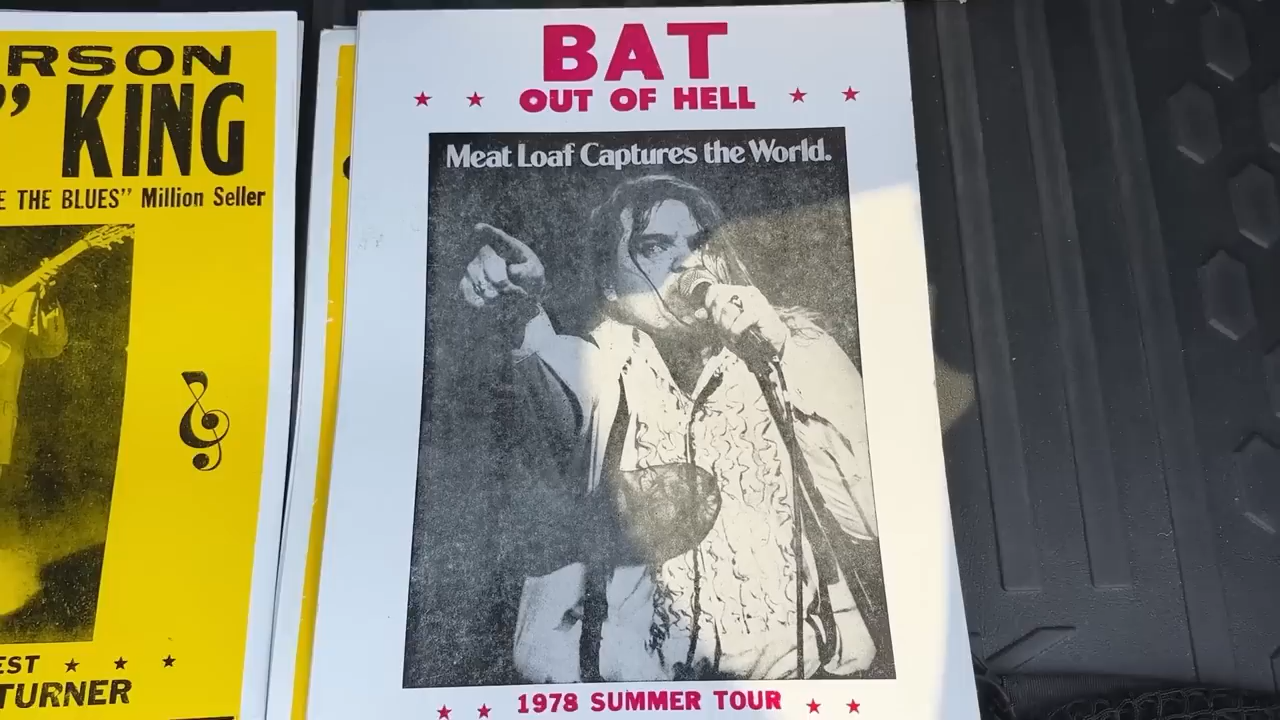 RSON
” KING
E THE BLUES” Million Seller
EST
TURNER
BAT
OUT OF HELL
Meat Loaf Captures the World.
1978 SUMMER TOUR